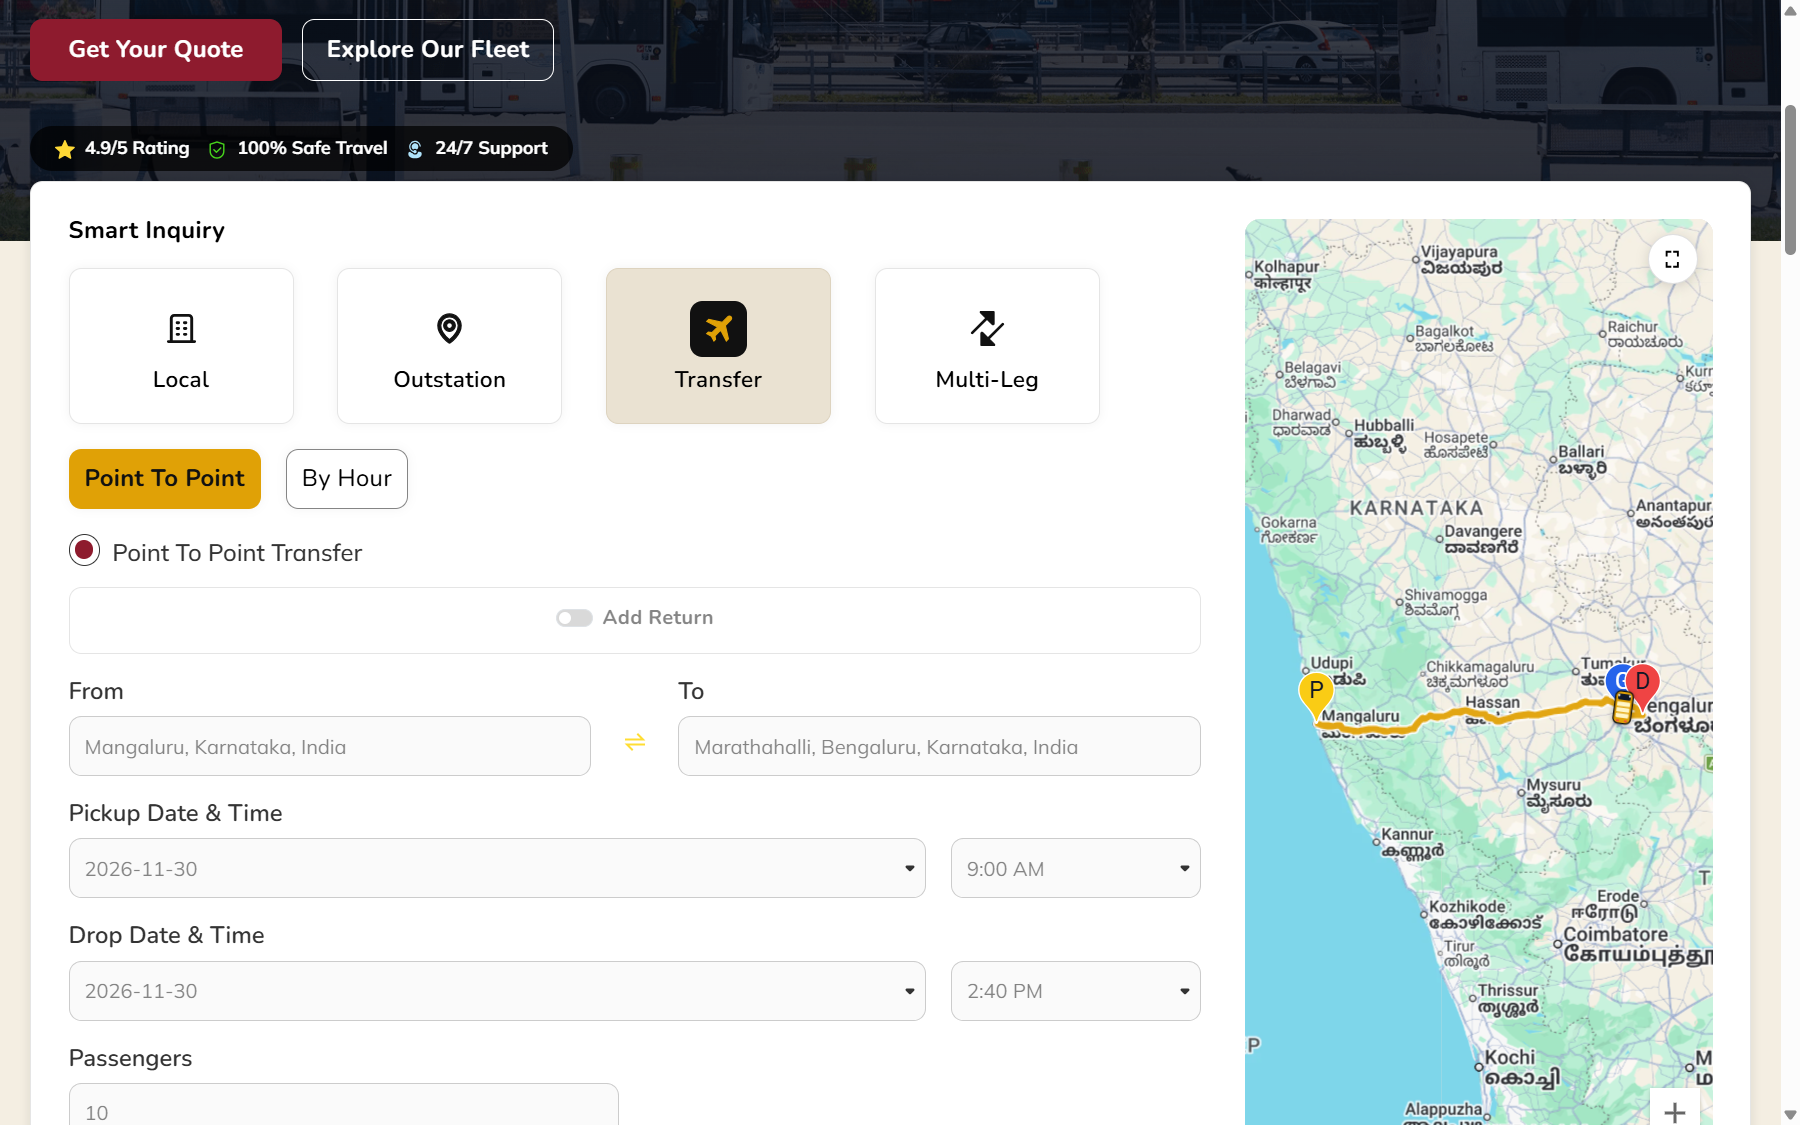 Get Your Quote
Explore Our Fleet
4.9/5 Rating
100% Safe Travel
24/7 Support
Smart Inquiry
Local
Outstation
Transfer
Multi-Leg
Point To Point
By Hour
Point To Point Transfer
Add Return
From
To
Mangaluru, Karnataka, India
Marathahalli, Bengaluru, Karnataka, India
Pickup Date & Time
2026-11-30
9:00 AM
Drop Date & Time
2026-11-30
2:40 PM
Passengers
10
Vijayapura
ವಿಜಯಪುರ
Kolhapur
कोल्हापूर
Raichur
ರಾಯಚೂರು
Bagalkot
ಬಾಗಲಕೋಟ
Belagavi
ಬೆಳಗಾವಿ
Dharwad
ಧಾರವಾಡ
Hubballi
ಹುಬ್ಬಳ್ಳಿ
Hosapete
ಹೊಸಪೇಟೆ
Ballari
ಬಳ್ಳಾರಿ
KARNATAKA
Anantapur
Gokarna
ಗೋಕರ್ಣ
Davangere
ದಾವಣಗೆರೆ
Shivamogga
ಶಿವಮೊಗ್ಗ
Udupi
Chikkamagaluru
ಚಿಕ್ಕಮಗಳೂರ
P
D
Hassan
Mangaluru
Mysuru
ಮೈಸೂರು
Kannur
കണ്ണൂർ
Erode
ஈரோடு
Kozhikode
കോഴിക്കോട്
Coimbatore
Tirur
തിരൂർ
Thrissur
തൃശ്ശൂർ
Kochi
കൊച്ചി
Alappuzha